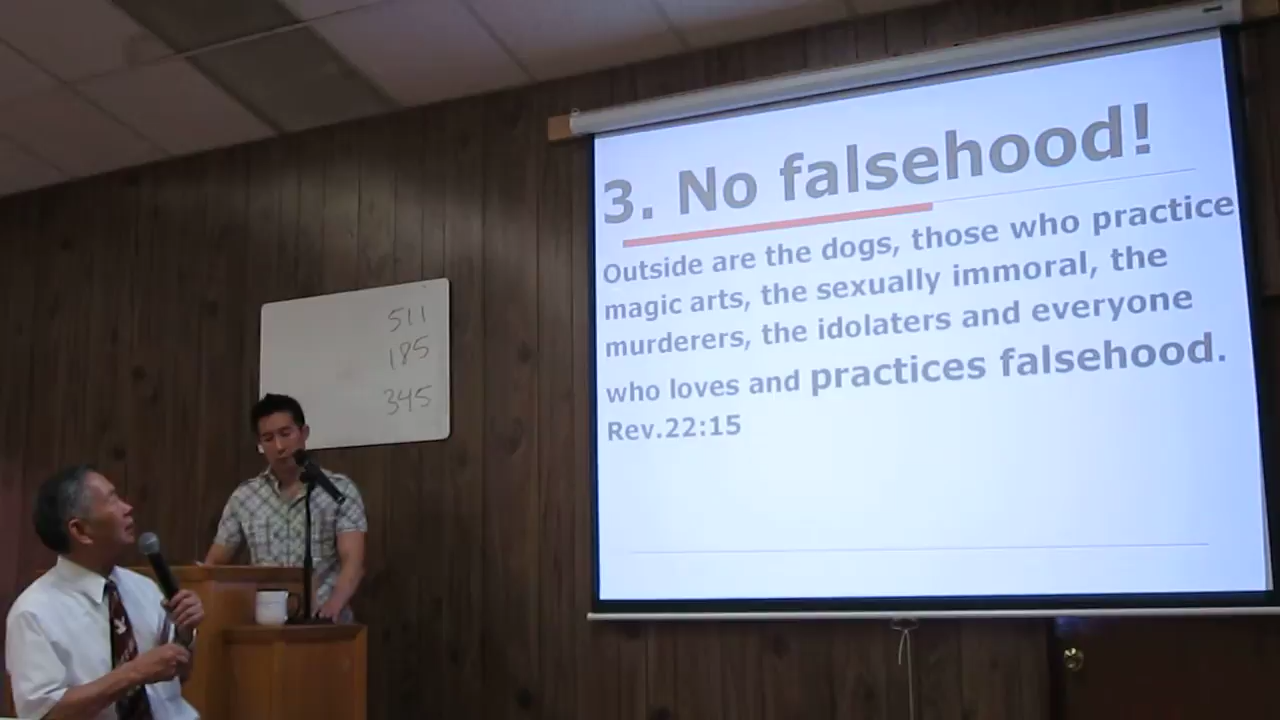 511
185
345
3. No falsehood!
Outside are the dogs, those who practice
magic arts, the sexually immoral, the
murderers, the idolaters and everyone
who loves and practices falsehood.
Rev.22:15